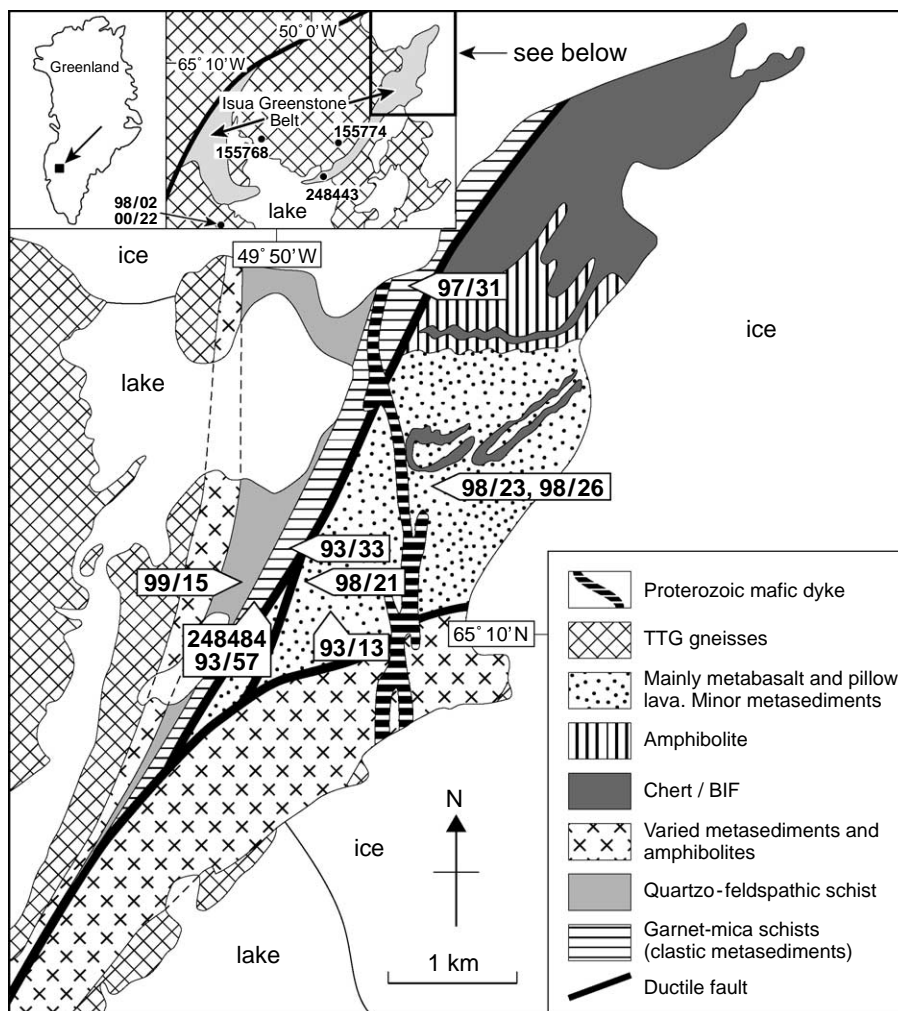 Greenland
50° 0' W
65° 10' W
see below
Isua Greenstone
Belt
155774
155768
248443
98/02
00/22
lake
ice
49° 50' W
97/31
ice
lake
98/23, 98/26
93/33
99/15
98/21
248484
93/57
93/13
65° 10' N
N
ice
lake
1 km
Proterozoic mafic dyke
TTG gneisses
Mainly metabasalt and pillow
lava. Minor metasediments
Amphibolite
Chert / BIF
Varied metasediments and
amphibolites
Quartzo-feldspathic schist
Garnet-mica schists
(clastic metasediments)
Ductile fault